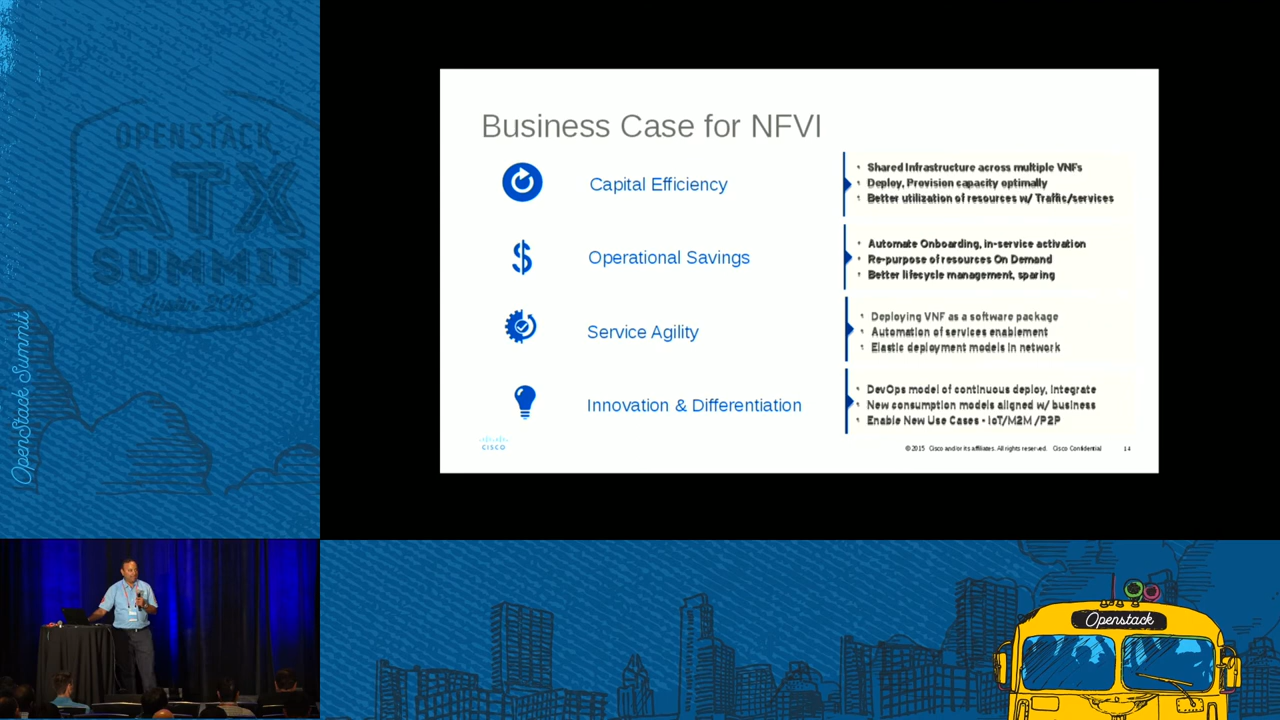 OPENSTACK
ATX
SUMMIT
Austin, 2016
OpenStack Summit
Business Case for NFVI
Capital Efficiency
• Shared Infrastructure across multiple VNFs
• Deploy, Provision capacity optimally
• Better utilization of resources w/ Traffic/services
Operational Savings
• Automate Onboarding, in-service activation
• Re-purpose of resources On Demand
• Better lifecycle management, sparing
Service Agility
• Deploying VNF as a software package
• Automation of services enablement
• Elastic deployment models in network
Innovation & Differentiation
• DevOps model of continuous deploy, integrate
• New consumption models aligned w/ business
• Enable New Use Cases - IoT/M2M /P2P
CISCO
© 2015 Cisco and/or its affiliates. All rights reserved. Cisco Confidential 14
Openstack